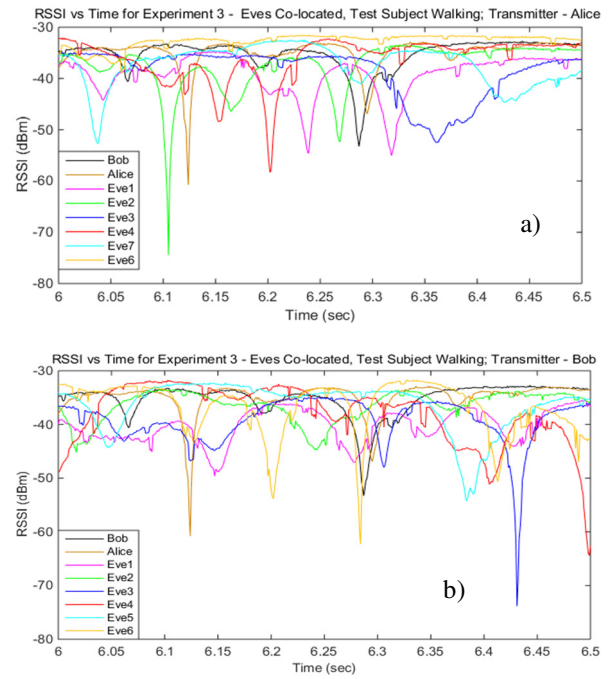 RSSI vs Time for Experiment 3 - Eves Co-located, Test Subject Walking; Transmitter - Alice
-30
-40
-50
-60
-70
-80
RSSI (dBm)
Bob
Alice
Eve1
Eve2
Eve3
Eve4
Eve7
Eve6
a)
6
6.05
6.1
6.15
6.2
6.25
6.3
6.35
6.4
6.45
6.5
Time (sec)
RSSI vs Time for Experiment 3 - Eves Co-located, Test Subject Walking; Transmitter - Bob
-30
-40
-50
-60
-70
-80
RSSI (dBm)
Bob
Alice
Eve1
Eve2
Eve3
Eve4
Eve5
Eve6
b)
6
6.05
6.1
6.15
6.2
6.25
6.3
6.35
6.4
6.45
6.5
Time (sec)